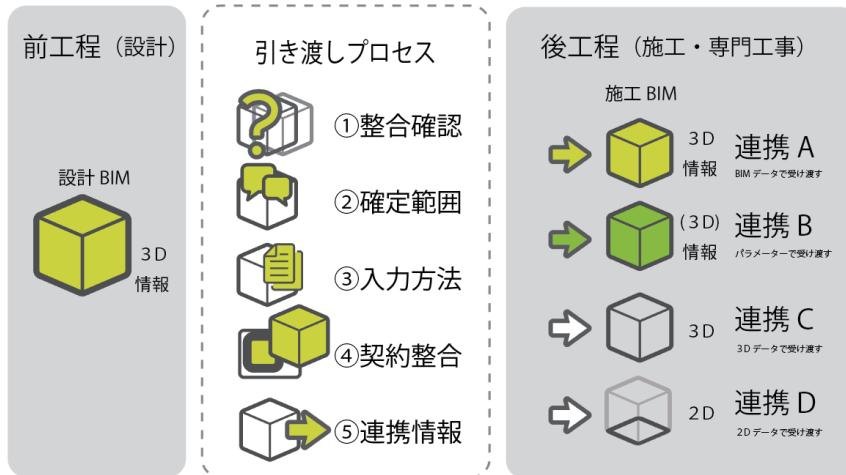 前工程（設計）
設計 BIM
3D
情報
引き渡しプロセス
①整合確認
②確定範囲
③入力方法
④契約整合
⑤連携情報
後工程（施工・専門工事）
施工 BIM
3D
情報
連携 A
BIM データで受け渡す
(3D)
情報
連携 B
パラメーターで受け渡す
3D
連携 C
3D データで受け渡す
2D
連携 D
2D データで受け渡す